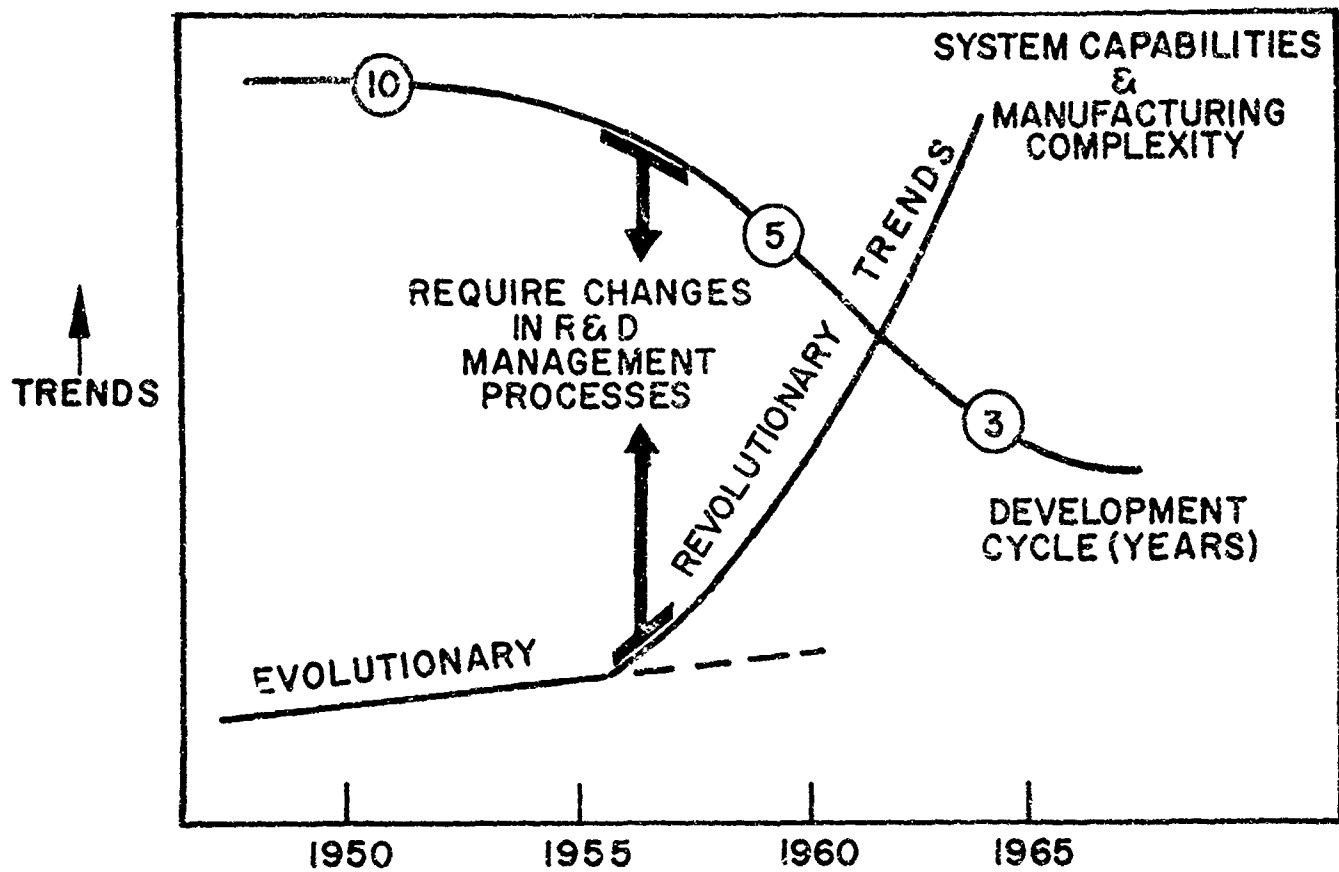 SYSTEM CAPABILITIES
&
MANUFACTURING
COMPLEXITY
10
5
TRENDS
REQUIRE CHANGES
IN R & D
MANAGEMENT
PROCESSES
TRENDS
REVOLUTIONARY
3
DEVELOPMENT
CYCLE (YEARS)
EVOLUTIONARY
1950 1955 1960 1965